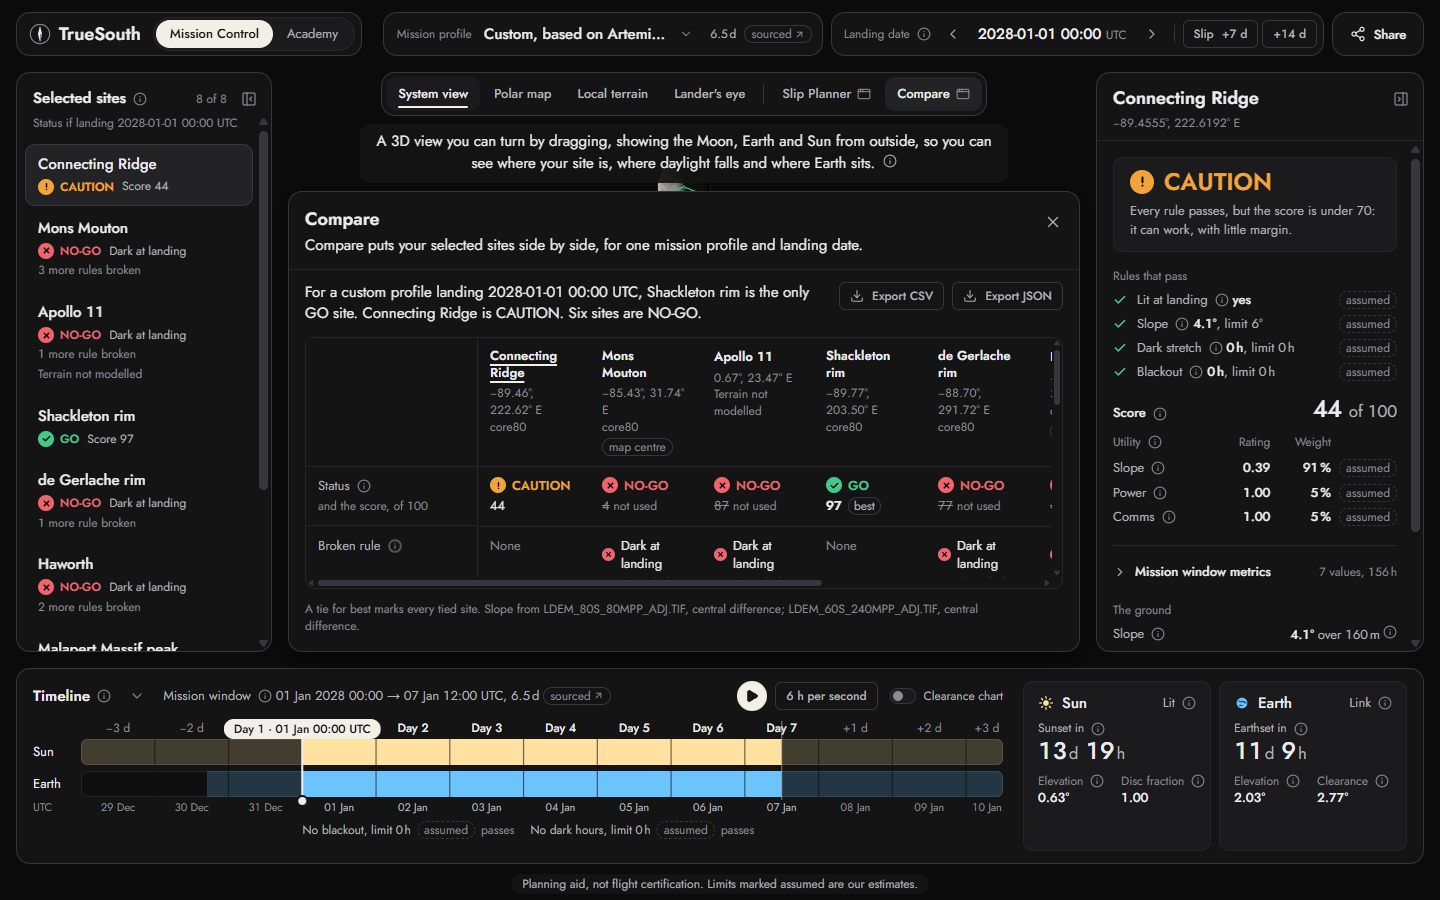 TrueSouth
Mission Control
Academy
Mission profile
Custom, based on Artemi...
6.5 d
sourced ↗
Landing date
2028-01-01 00:00 UTC
Slip +7 d
+14 d
Share
Selected sites
8 of 8
Status if landing 2028-01-01 00:00 UTC
Connecting Ridge
CAUTION Score 44
Mons Mouton
NO-GO Dark at landing
3 more rules broken
Apollo 11
NO-GO Dark at landing
1 more rule broken
Terrain not modelled
Shackleton rim
GO Score 97
de Gerlache rim
NO-GO Dark at landing
1 more rule broken
Haworth
NO-GO Dark at landing
2 more rules broken
Malapert Massif peak
System view
Polar map
Local terrain
Lander's eye
Slip Planner
Compare
A 3D view you can turn by dragging, showing the Moon, Earth and Sun from outside, so you can
see where your site is, where daylight falls and where Earth sits.
Compare
Compare puts your selected sites side by side, for one mission profile and landing date.
For a custom profile landing 2028-01-01 00:00 UTC, Shackleton rim is the only
GO site. Connecting Ridge is CAUTION. Six sites are NO-GO.
Export CSV
Export JSON
Connecting
Ridge
−89.46°,
222.62° E
core80
Mons
Mouton
−85.43°, 31.74°
E
core80
map centre
Apollo 11
0.67°, 23.47° E
Terrain not
modelled
Shackleton
rim
−89.77°,
203.50° E
core80
de Gerlache
rim
−88.70°,
291.72° E
core80
Status
and the score, of 100
CAUTION
44
NO-GO
4 not used
NO-GO
87 not used
GO
97 best
NO-GO
77 not used
Broken rule
None
Dark at
landing
Dark at
landing
None
Dark at
landing
A tie for best marks every tied site. Slope from LDEM_80S_80MPP_ADJ.TIF, central difference; LDEM_60S_240MPP_ADJ.TIF, central
difference.
Connecting Ridge
−89.4555°, 222.6192° E
CAUTION
Every rule passes, but the score is under 70:
it can work, with little margin.
Rules that pass
Lit at landing yes assumed
Slope 4.1°, limit 6° assumed
Dark stretch 0 h, limit 0 h assumed
Blackout 0 h, limit 0 h assumed
Score 44 of 100
Utility Rating Weight
Slope 0.39 91 % assumed
Power 1.00 5 % assumed
Comms 1.00 5 % assumed
Mission window metrics 7 values, 156 h
The ground
Slope 4.1° over 160 m
Timeline
Mission window 01 Jan 2028 00:00 → 07 Jan 12:00 UTC, 6.5 d sourced ↗
6 h per second
Clearance chart
−3 d −2 d Day 1 · 01 Jan 00:00 UTC Day 2 Day 3 Day 4 Day 5 Day 6 Day 7 +1 d +2 d +3 d
Sun
Earth
UTC 29 Dec 30 Dec 31 Dec 01 Jan 02 Jan 03 Jan 04 Jan 05 Jan 06 Jan 07 Jan 08 Jan 09 Jan 10 Jan
No blackout, limit 0 h assumed passes No dark hours, limit 0 h assumed passes
Sun Lit
Sunset in
13 d 19 h
Elevation Disc fraction
0.63° 1.00
Earth Link
Earthset in
11 d 9 h
Elevation Clearance
2.03° 2.77°
Planning aid, not flight certification. Limits marked assumed are our estimates.